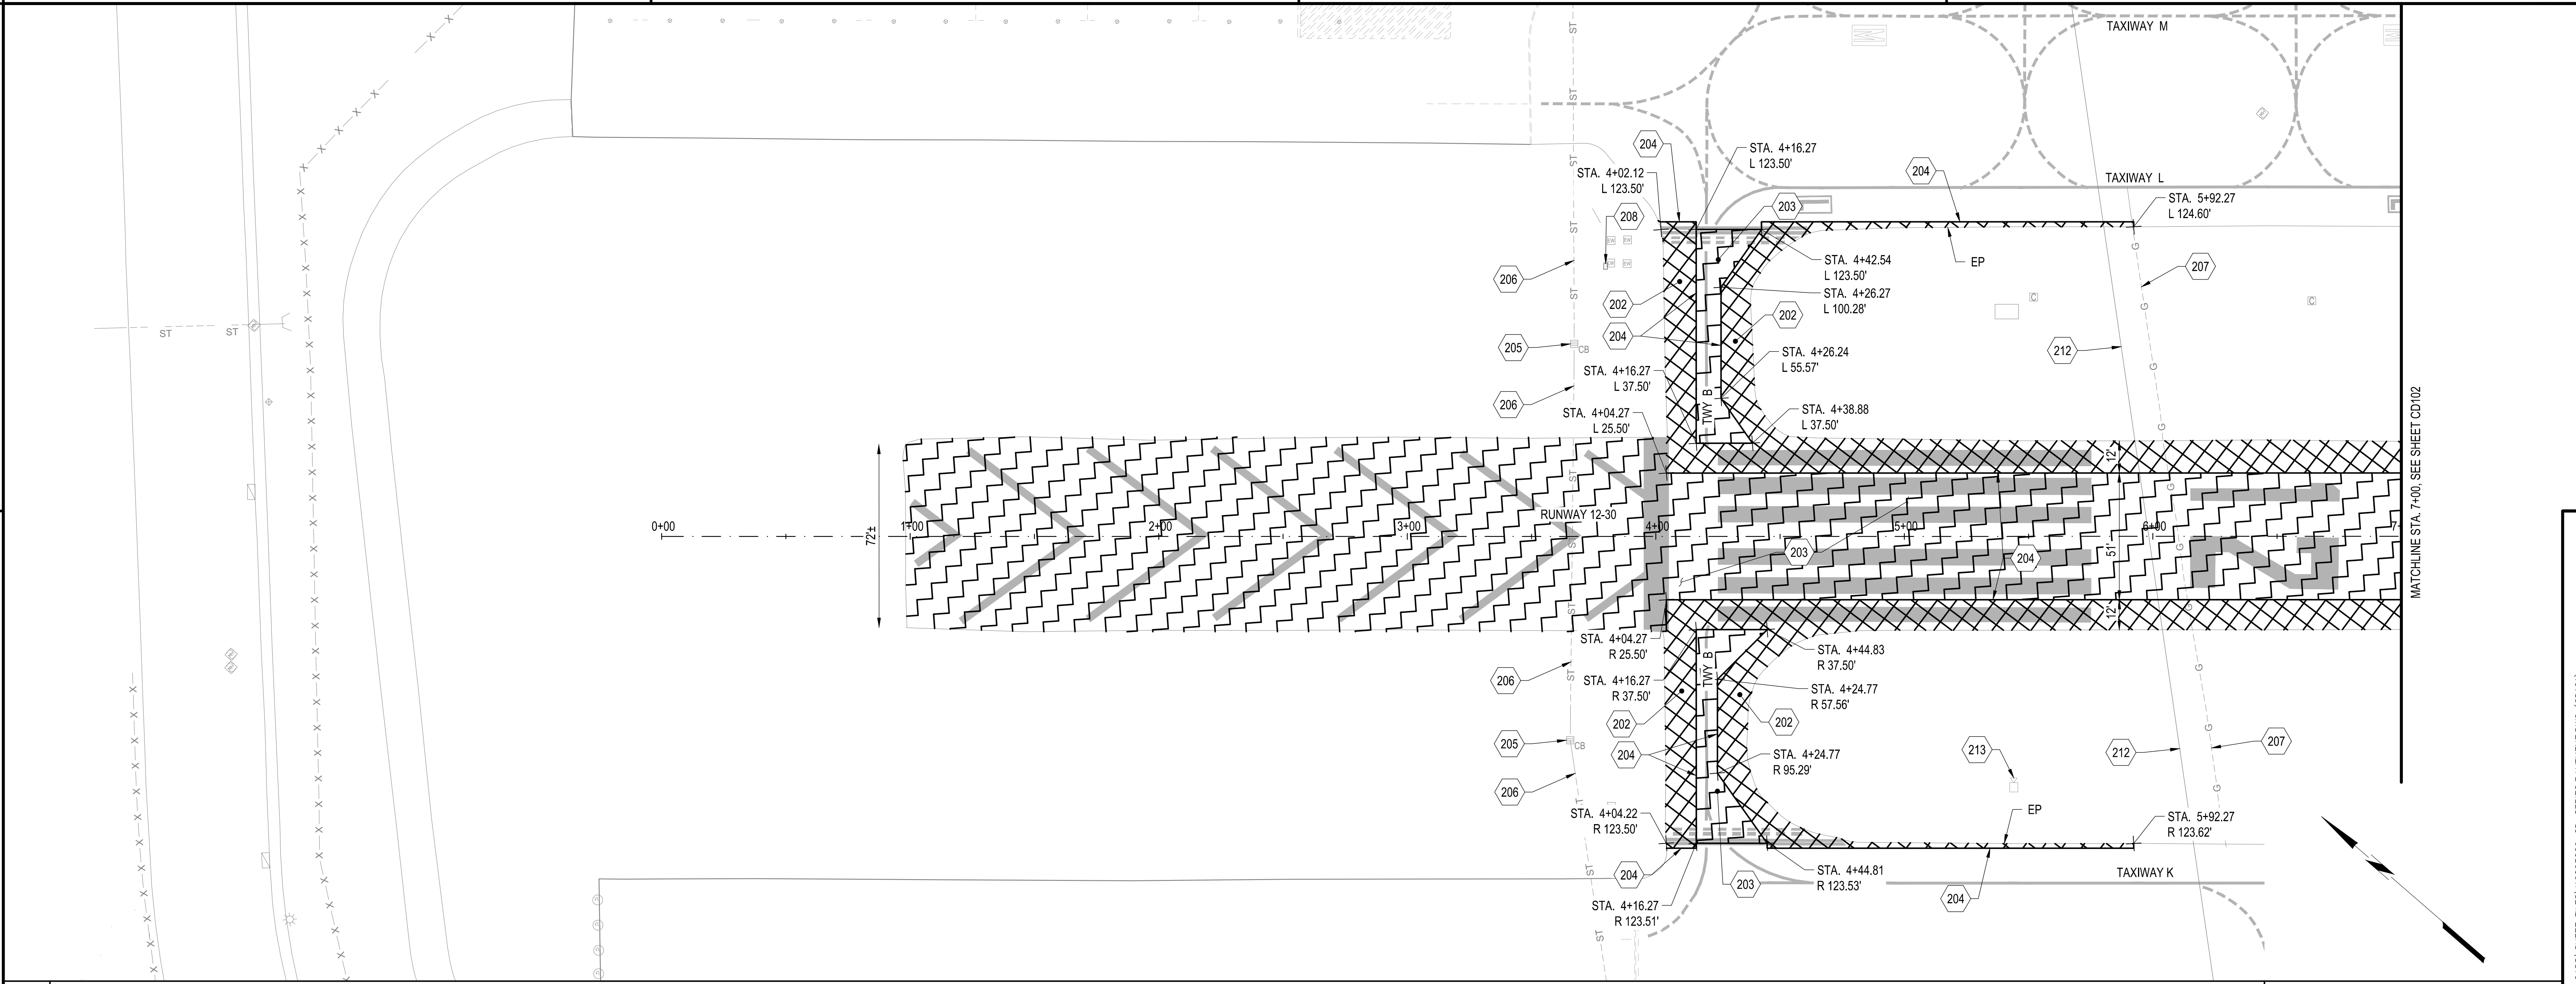 TAXIWAY M
ST
204
STA. 4+16.27
L 123.50'
STA. 4+02.12
L 123.50'
204
TAXIWAY L
STA. 5+92.27
L 124.60'
208
203
EP
STA. 4+42.54
L 123.50'
206
207
202
STA. 4+26.27
L 100.28'
202
204
205
CB
212
STA. 4+26.24
L 55.57'
STA. 4+16.27
L 37.50'
206
TWY B
STA. 4+04.27
L 25.50'
STA. 4+38.88
L 37.50'
MATCHLINE STA. 7+00, SEE SHEET CD102
12'
72'±
RUNWAY 12-30
0+00
1+00
2+00
3+00
4+00
5+00
6+00
7+
51'
203
204
12'
STA. 4+04.27
R 25.50'
TWY B
STA. 4+44.83
R 37.50'
206
STA. 4+16.27
R 37.50'
STA. 4+24.77
R 57.56'
202
202
205
CB
204
213
212
207
STA. 4+24.77
R 95.29'
206
STA. 4+04.22
R 123.50'
EP
STA. 5+92.27
R 123.62'
204
203
STA. 4+44.81
R 123.53'
TAXIWAY K
204
STA. 4+16.27
R 123.51'
ST
ST
ST
G
G
G
C
C